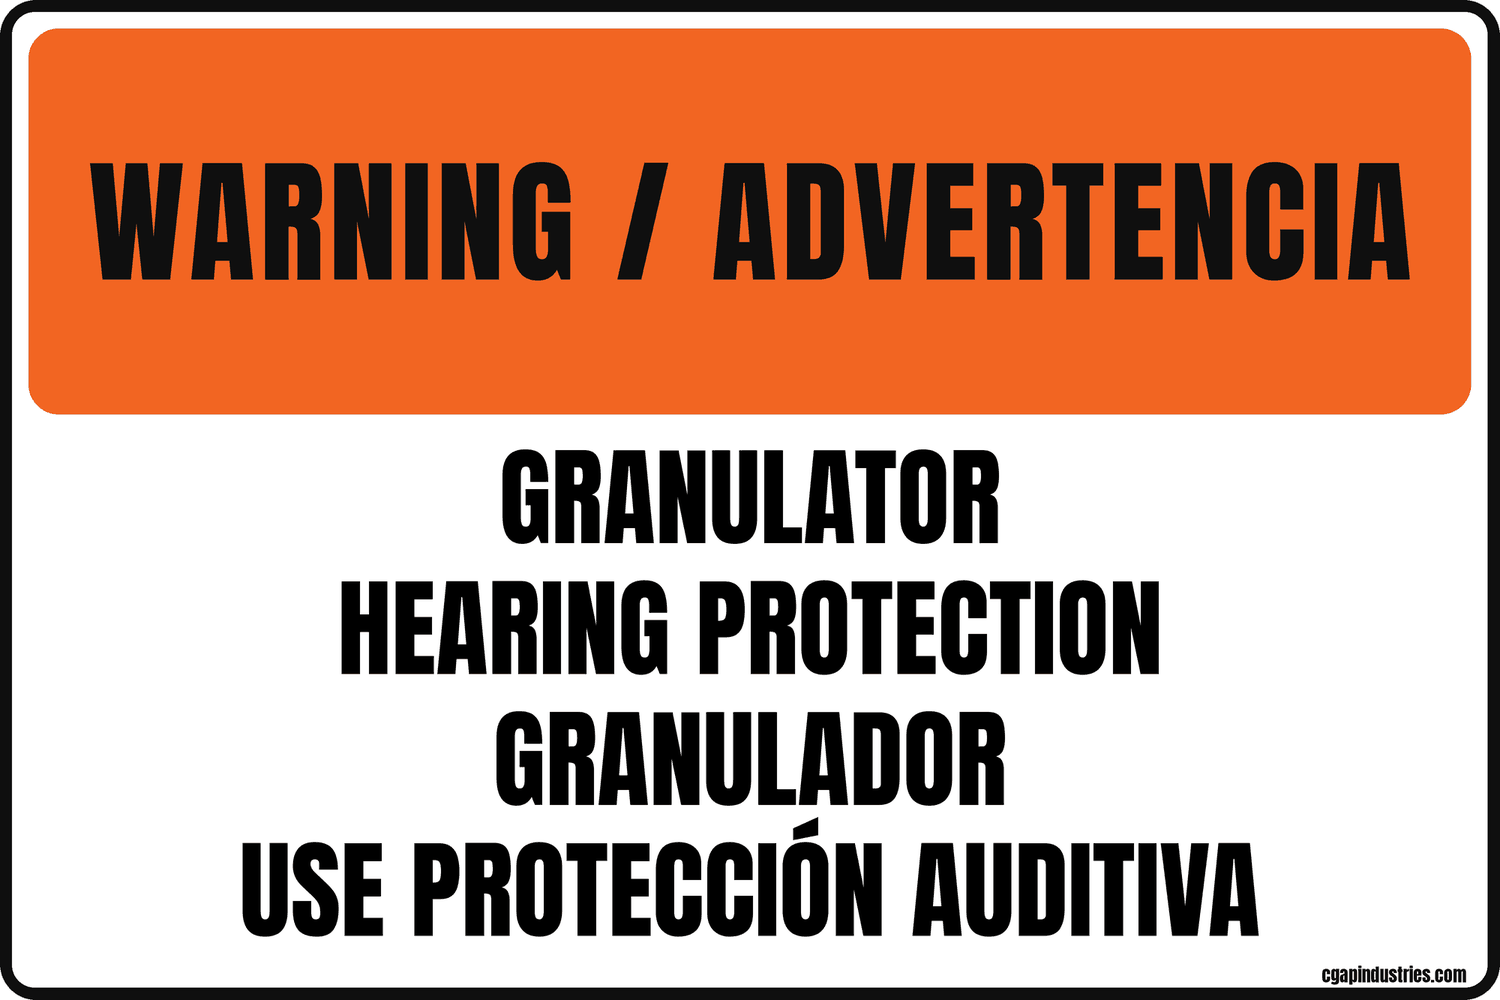 WARNING / ADVERTENCIA
GRANULATOR
HEARING PROTECTION
GRANULADOR
USE PROTECCIÓN AUDITIVA
cgapindustries.com